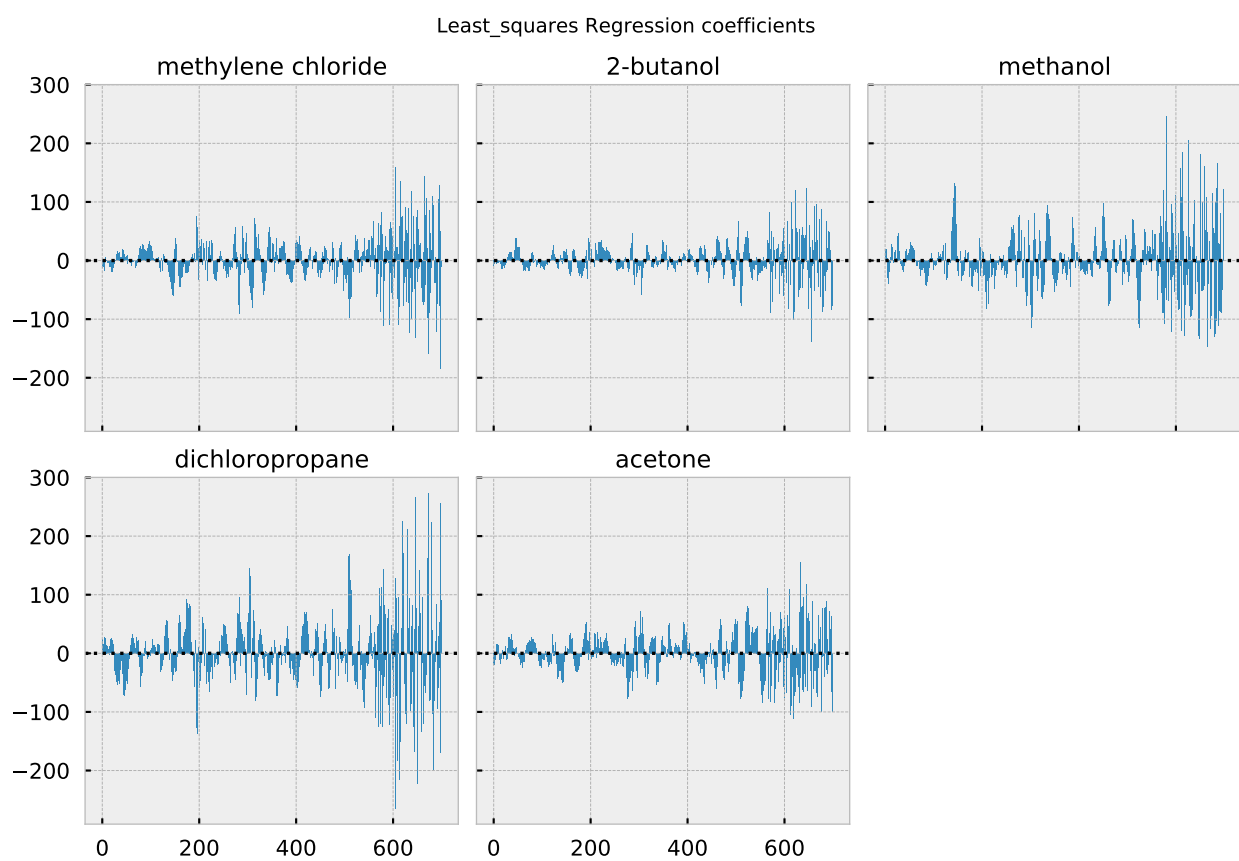 Least_squares Regression coefficients
methylene chloride
2-butanol
methanol
300
200
100
0
−100
−200
dichloropropane
acetone
300
200
100
0
−100
−200
0 200 400 600
0 200 400 600